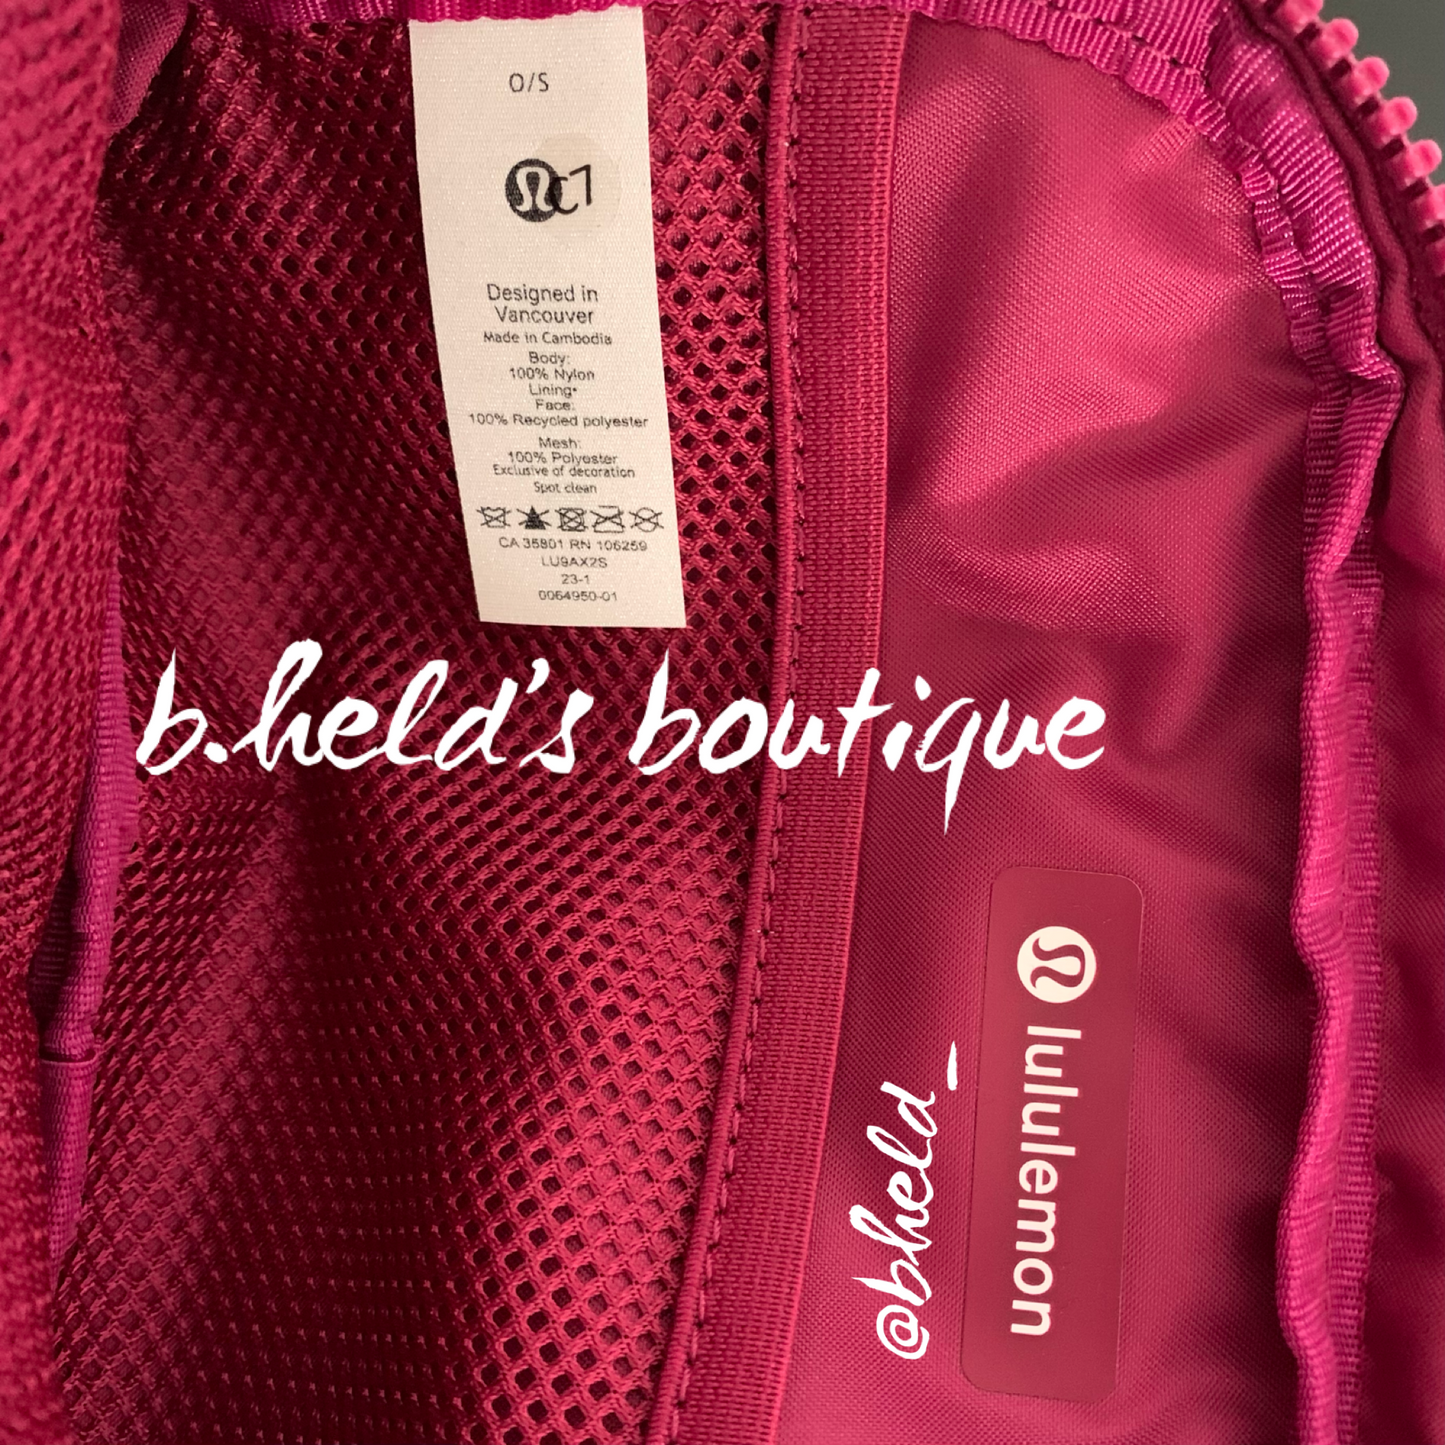 O/S
C7
Designed in
Vancouver
Made in Cambodia
Body:
100% Nylon
Lining•
Face:
100% Recycled polyester
Mesh:
100% Polyester
Exclusive of decoration
Spot clean
CA 35801 RN 106259
LU9AX2S
23-1
0064950-01
b.held's boutique
@bheld_
lululemon